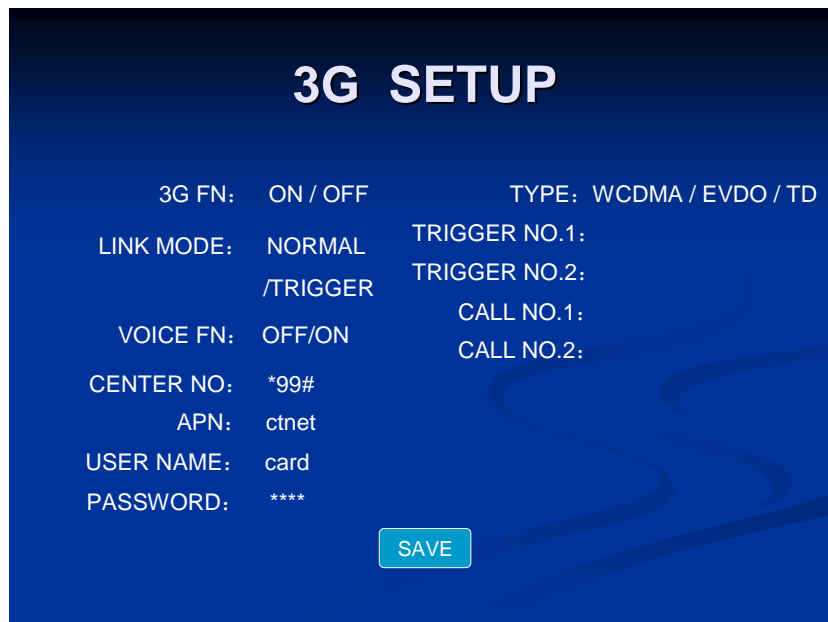 3G SETUP
3G FN： ON / OFF
TYPE：WCDMA / EVDO / TD
LINK MODE： NORMAL
/TRIGGER
TRIGGER NO.1：
TRIGGER NO.2：
VOICE FN： OFF/ON
CALL NO.1：
CALL NO.2：
CENTER NO： *99#
APN： ctnet
USER NAME： card
PASSWORD： ****
SAVE